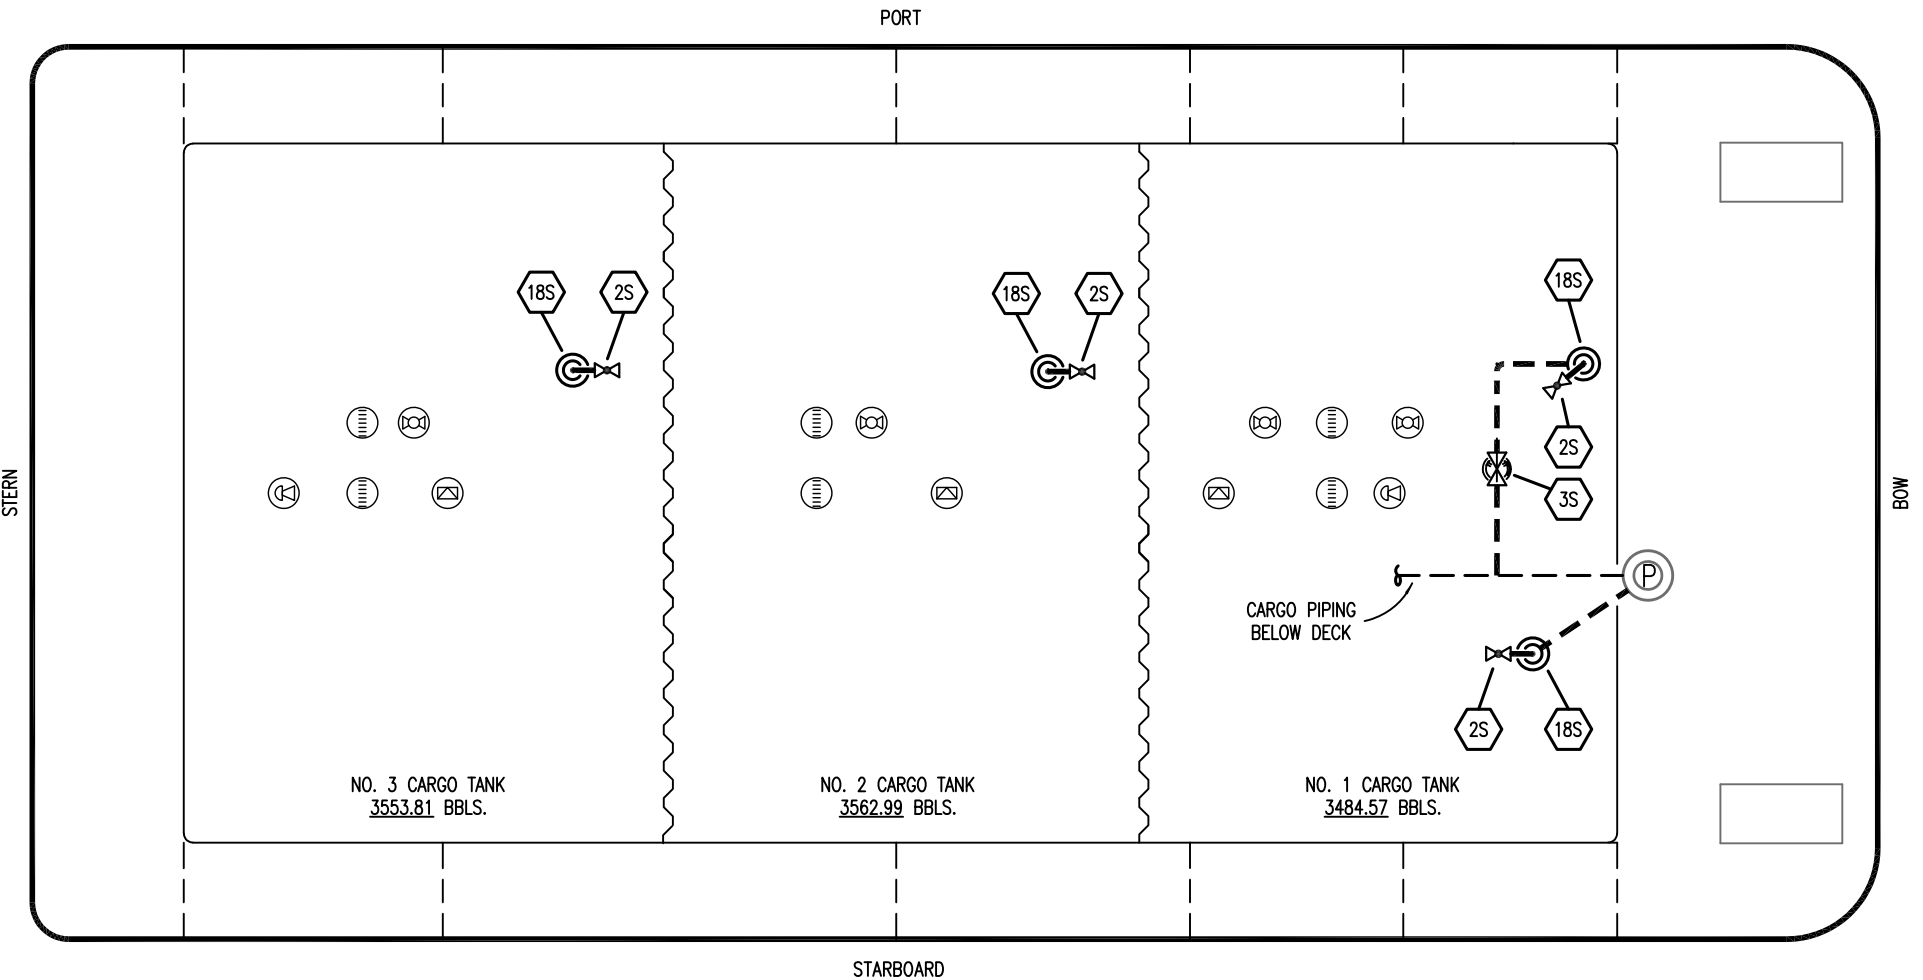 PORT
18S
2S
18S
2S
18S
2S
STERN
3S
BOW
P
CARGO PIPING
BELOW DECK
2S
18S
NO. 3 CARGO TANK
3553.81 BBLS.
NO. 2 CARGO TANK
3562.99 BBLS.
NO. 1 CARGO TANK
3484.57 BBLS.
STARBOARD